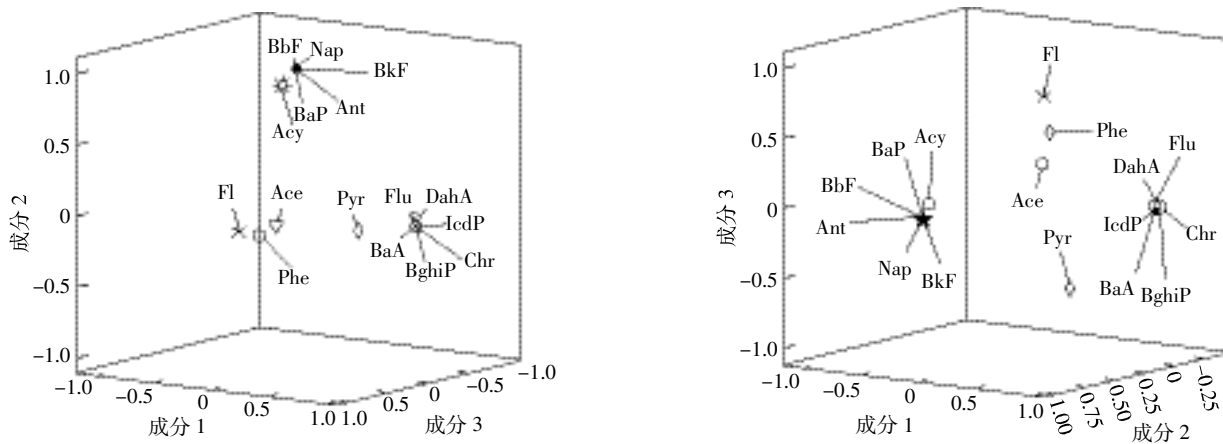 BbF Nap
BkF
1.0
BaP Ant
Acy
0.5
成分 2
Fl Ace Pyr Flu DahA
0
IcdP
BaA
BghiP Chr
Phe
−0.5
−1.0
−1.0 −0.5 0 0.5 1.0
成分 1
1.0 0.5 0 −0.5 −1.0
成分 3
Fl
1.0
Phe
0.5
Acy
BaP
Flu
DahA
BbF
Ace
成分 3
0
Ant
IcdP
Chr
Pyr
Nap BkF
BaA BghiP
−0.5
−1.0
−1.0 −0.5 0 0.5 1.0
成分 1
1.00 0.75 0.50 0.25 0 −0.25
成分 2